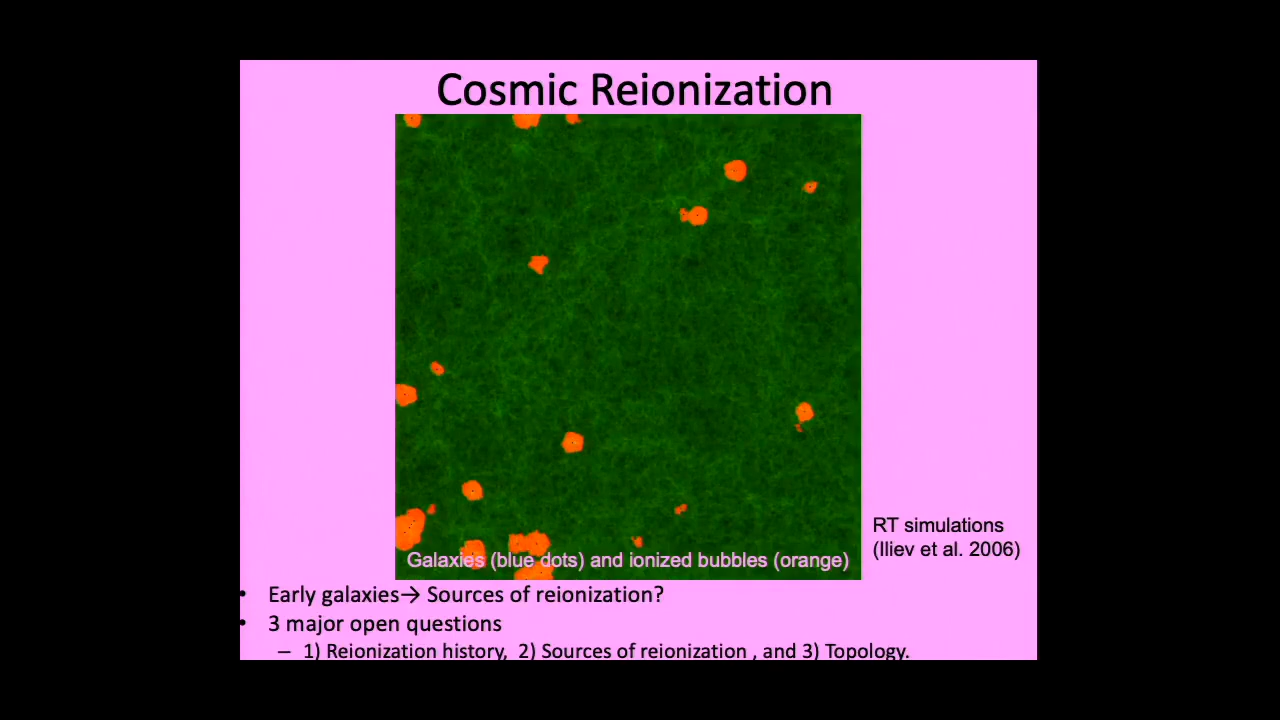 Cosmic Reionization
RT simulations
(Iliev et al. 2006)
Galaxies (blue dots) and ionized bubbles (orange)
• Early galaxies→ Sources of reionization?
• 3 major open questions
– 1) Reionization history, 2) Sources of reionization , and 3) Topology.